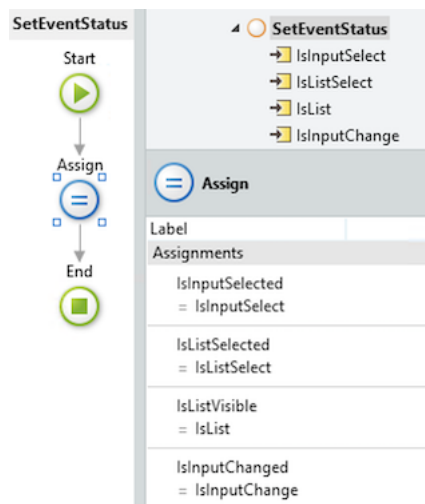 SetEventStatus
Start
Assign
End
SetEventStatus
IsInputSelect
IsListSelect
IsList
IsInputChange
Assign
Label
Assignments
IsInputSelected
= IsInputSelect
IsListSelected
= IsListSelect
IsListVisible
= IsList
IsInputChanged
= IsInputChange